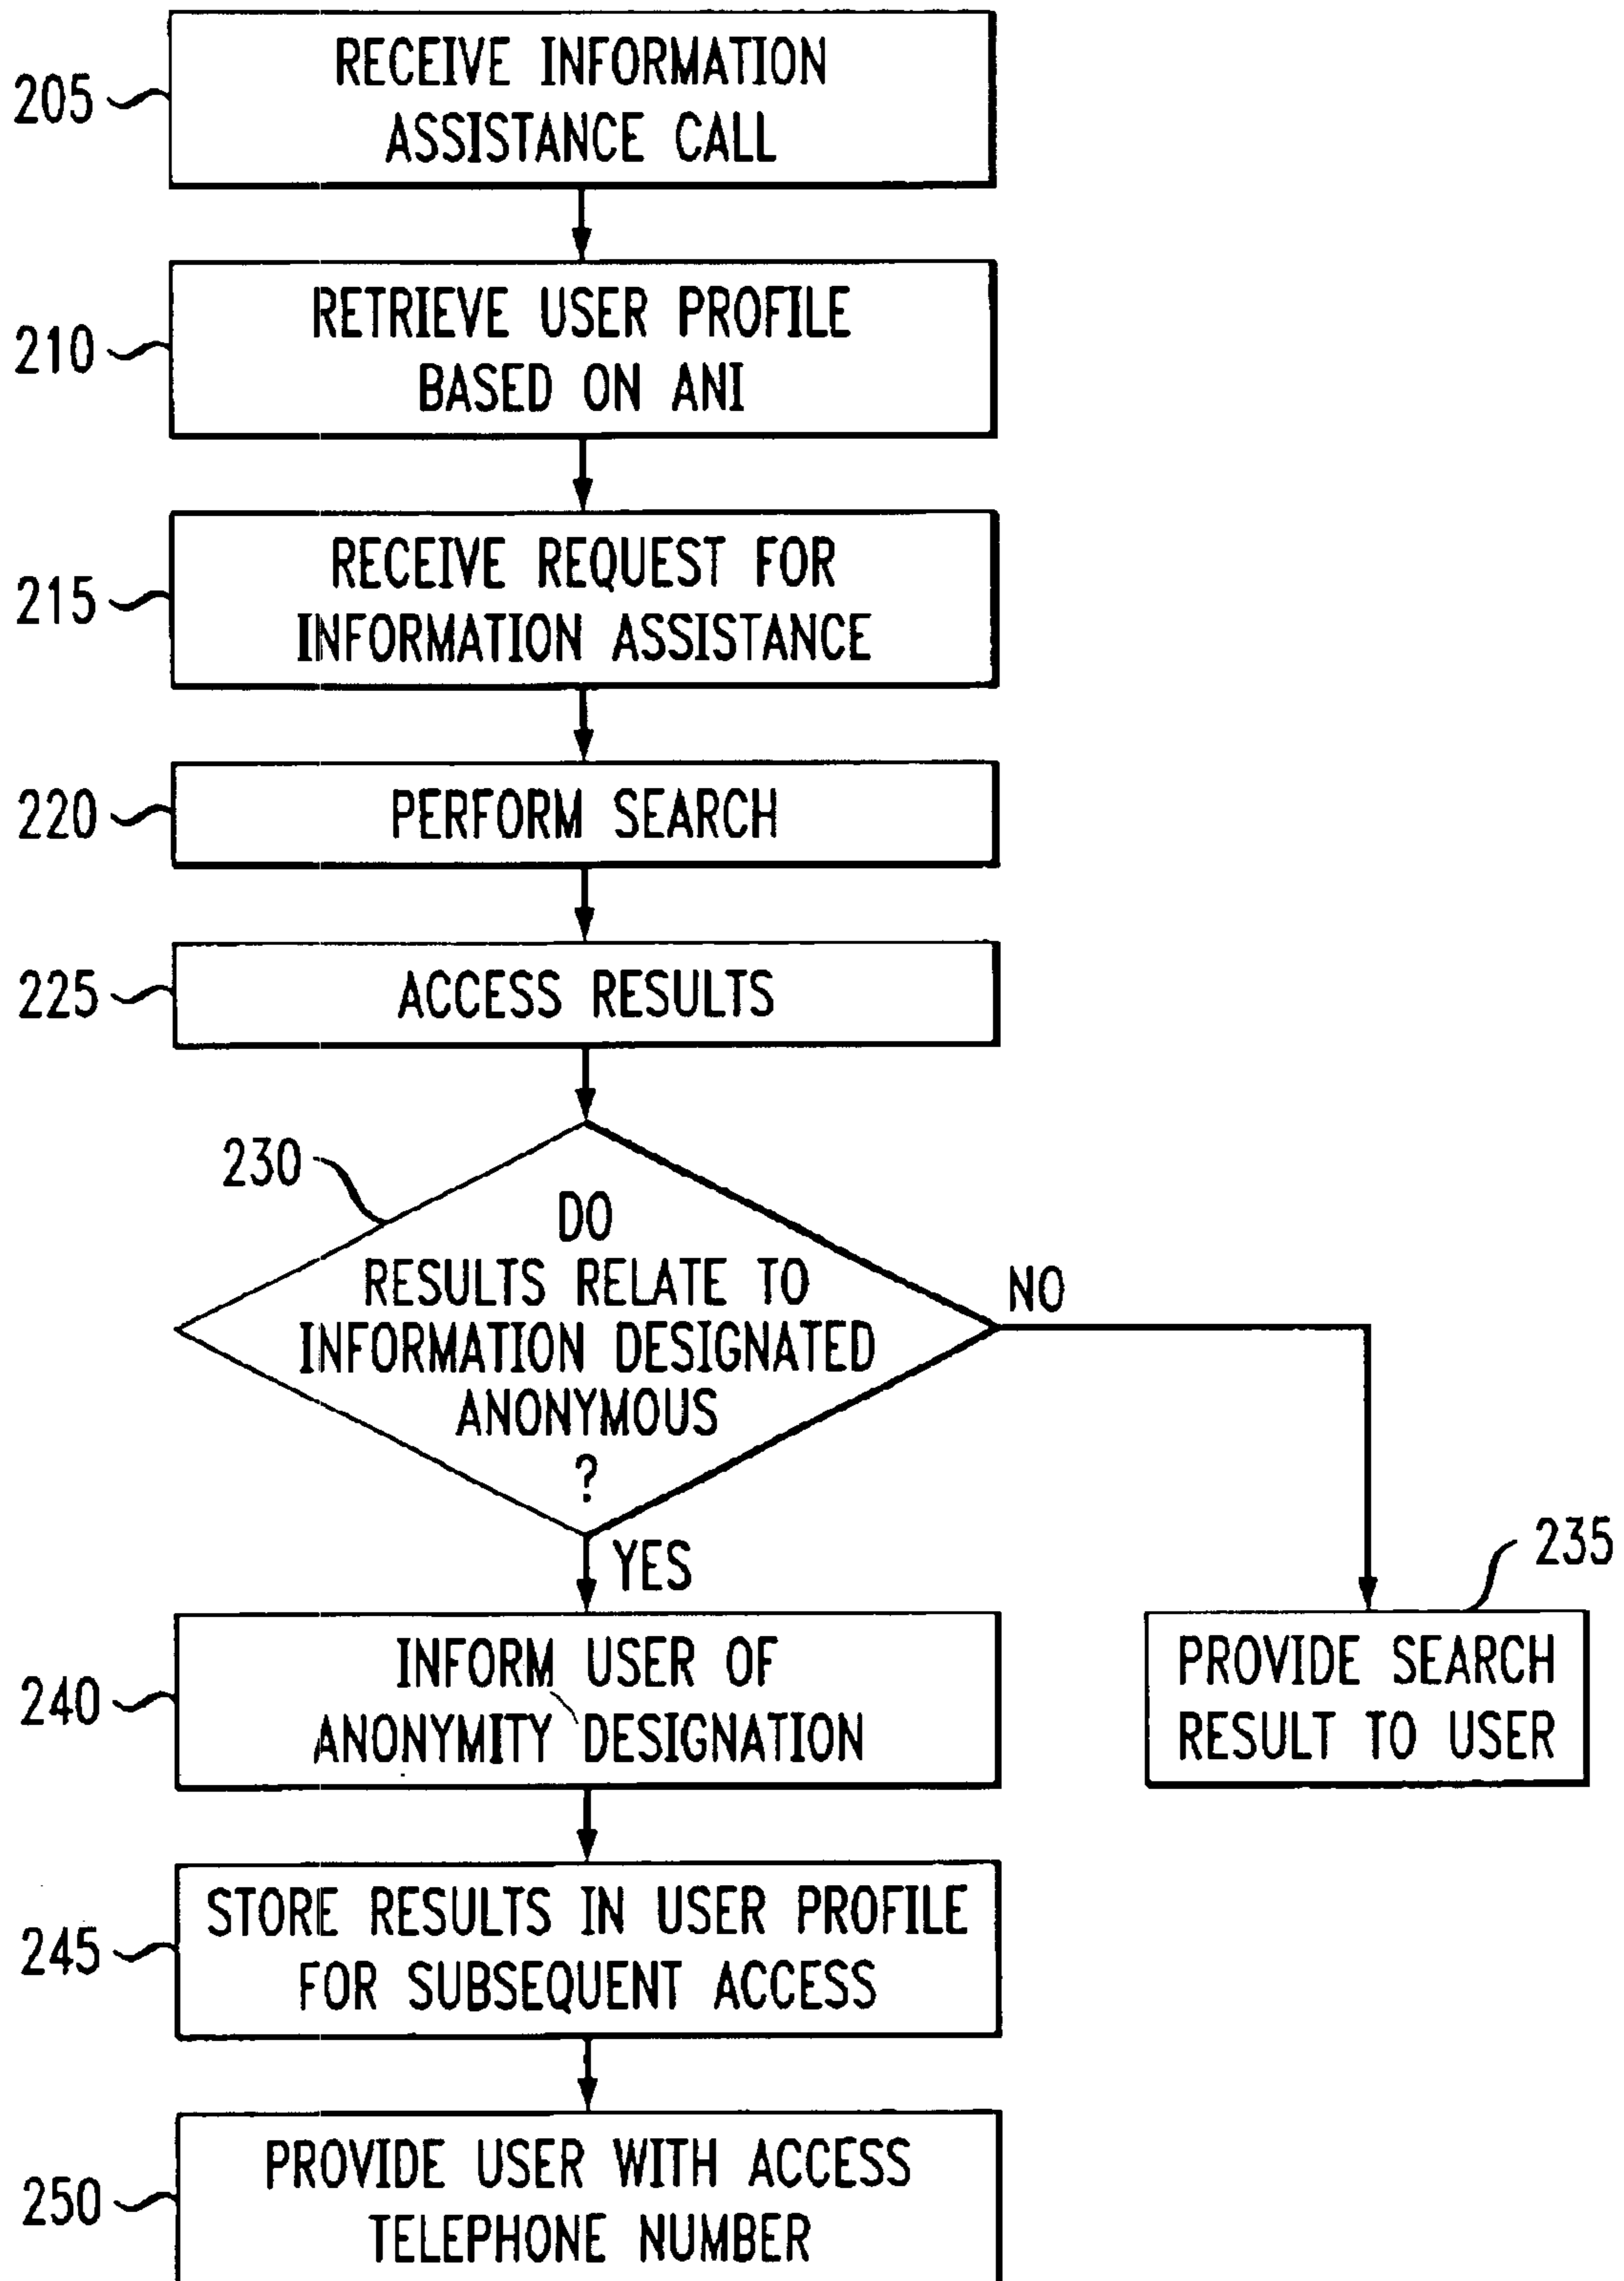 205
RECEIVE INFORMATION
ASSISTANCE CALL
210
RETRIEVE USER PROFILE
BASED ON ANI
215
RECEIVE REQUEST FOR
INFORMATION ASSISTANCE
220
PERFORM SEARCH
225
ACCESS RESULTS
230
DO
RESULTS RELATE TO
INFORMATION DESIGNATED
ANONYMOUS
?
NO
YES
235
PROVIDE SEARCH
RESULT TO USER
240
INFORM USER OF
ANONYMITY DESIGNATION
245
STORE RESULTS IN USER PROFILE
FOR SUBSEQUENT ACCESS
250
PROVIDE USER WITH ACCESS
TELEPHONE NUMBER